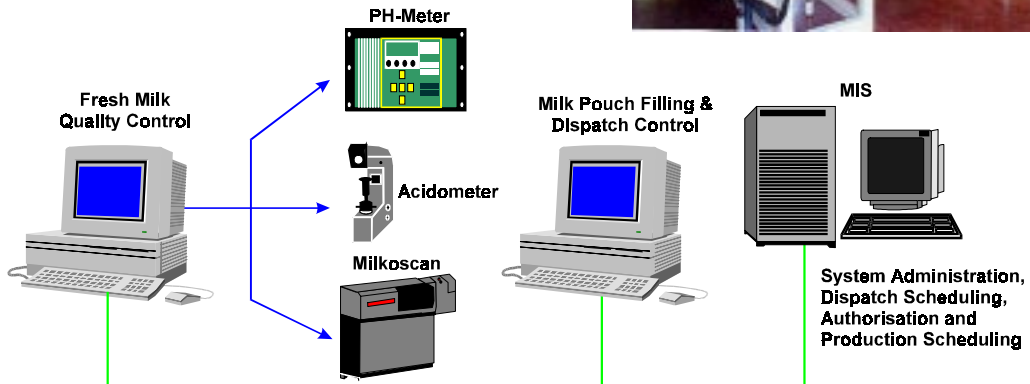 PH-Meter
Fresh Milk
Quality Control
Acidometer
Milkoscan
Milk Pouch Filling &
Dispatch Control
MIS
System Administration,
Dispatch Scheduling,
Authorisation and
Production Scheduling